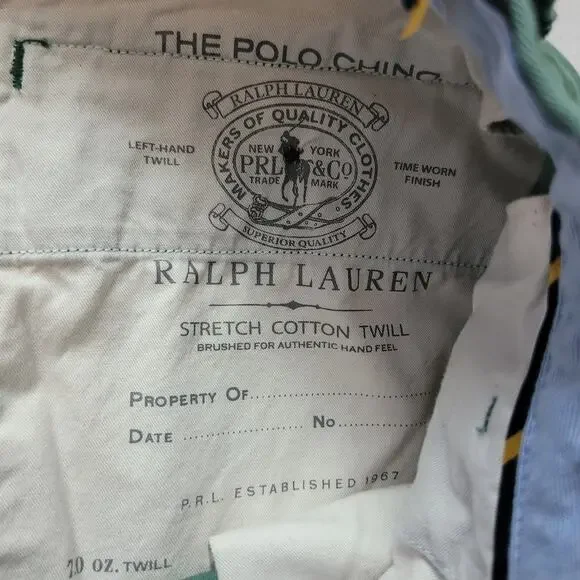 THE POLO CHINO
RALPH LAUREN
MAKERS OF QUALITY CLOTHES
LEFT-HAND
TWILL
NEW YORK
PRL &CO
TRADE MARK
TIME WORN
FINISH
SUPERIOR QUALITY
RALPH LAUREN
STRETCH COTTON TWILL
BRUSHED FOR AUTHENTIC HAND FEEL
PROPERTY OF
DATE No
P.R.L. ESTABLISHED 1967
7.0 OZ. TWILL